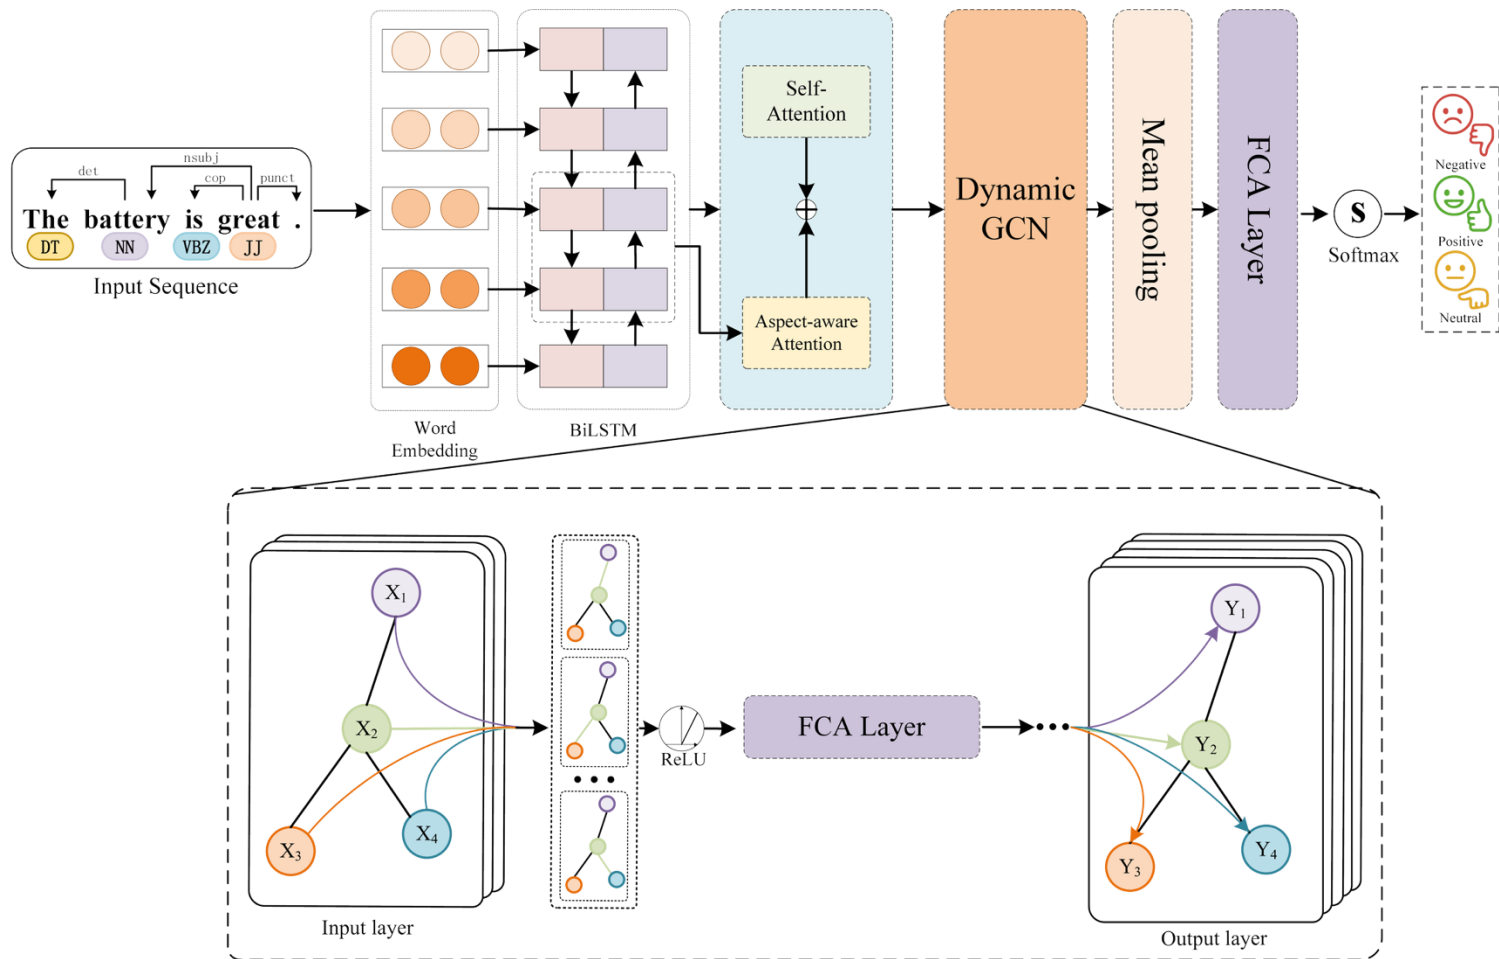 det
nsubj
cop
punct
The battery is great .
DT NN VBZ JJ
Input Sequence
Word
Embedding
BiLSTM
Self-
Attention
Aspect-aware
Attention
Dynamic
GCN
Mean pooling
FCA Layer
S
Softmax
Negative
Positive
Neutral
X1
X2
X3
X4
Input layer
ReLU
FCA Layer
Y1
Y2
Y3
Y4
Output layer